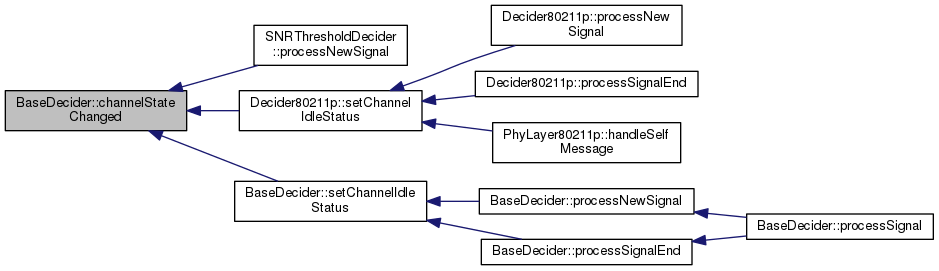 BaseDecider::channelState
Changed
SNRThresholdDecider
::processNewSignal
Decider80211p::setChannel
IdleStatus
Decider80211p::processNew
Signal
Decider80211p::processSignalEnd
PhyLayer80211p::handleSelf
Message
BaseDecider::setChannelIdle
Status
BaseDecider::processNewSignal
BaseDecider::processSignalEnd
BaseDecider::processSignal